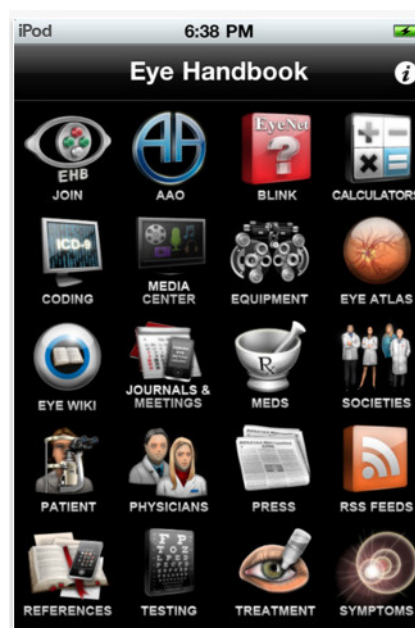 iPod 6:38 PM
Eye Handbook i
EHB
JOIN AAO BLINK CALCULATORS
EyeNet
?
ICD-9
CODING MEDIA CENTER EQUIPMENT EYE ATLAS
EYE WIKI JOURNALS & MEETINGS MEDS SOCIETIES
Rx
PATIENT PHYSICIANS PRESS RSS FEEDS
F P
T O Z
L P E D
REFERENCES TESTING TREATMENT SYMPTOMS